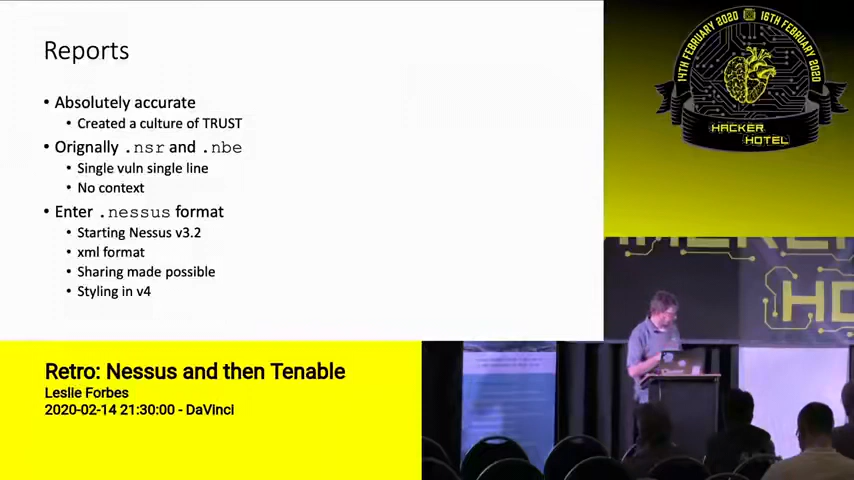 Reports
• Absolutely accurate
• Created a culture of TRUST
• Orignally .nsr and .nbe
• Single vuln single line
• No context
• Enter .nessus format
• Starting Nessus v3.2
• xml format
• Sharing made possible
• Styling in v4
14TH FEBRUARY 2020
16TH FEBRUARY 2020
HACKER
HOTEL
HO
Retro: Nessus and then Tenable
Leslie Forbes
2020-02-14 21:30:00 - DaVinci